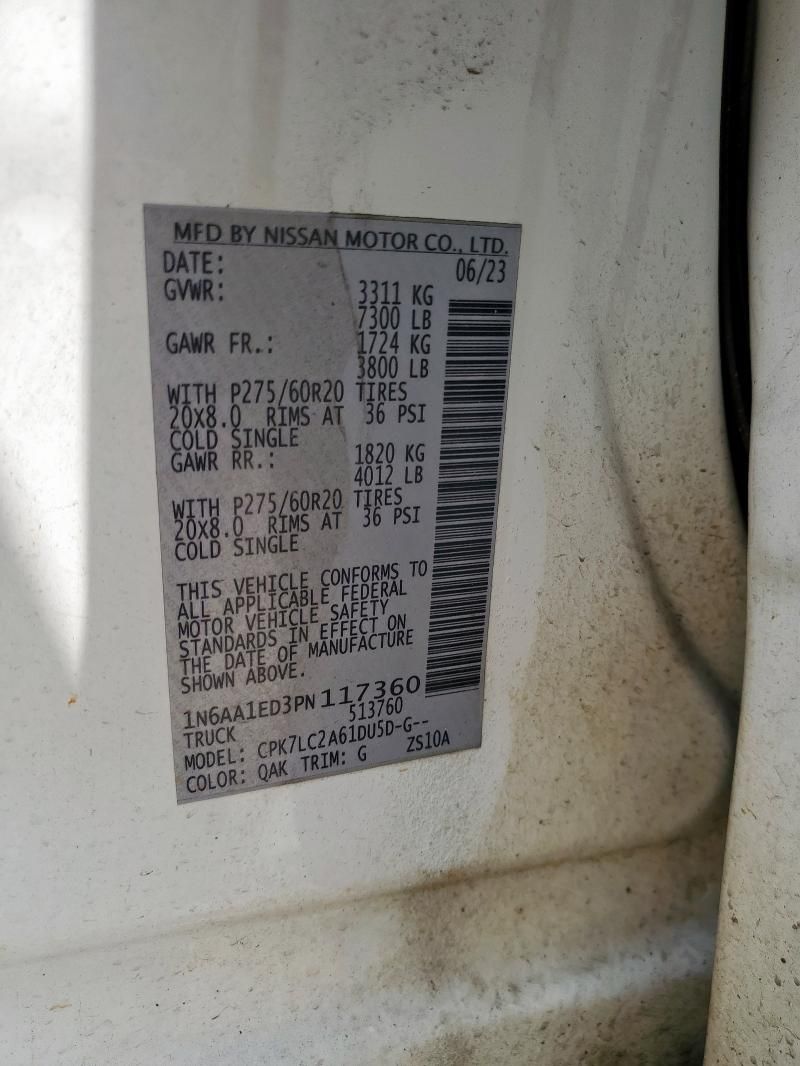 MFD BY NISSAN MOTOR CO., LTD.
DATE: 06/23
GVWR: 3311 KG
7300 LB
GAWR FR.: 1724 KG
3800 LB
WITH P275/60R20 TIRES
20X8.0 RIMS AT 36 PSI
COLD SINGLE
GAWR RR.: 1820 KG
4012 LB
WITH P275/60R20 TIRES
20X8.0 RIMS AT 36 PSI
COLD SINGLE
THIS VEHICLE CONFORMS TO
ALL APPLICABLE FEDERAL
MOTOR VEHICLE SAFETY
STANDARDS IN EFFECT ON
THE DATE OF MANUFACTURE
SHOWN ABOVE.
1N6AA1ED3PN117360
TRUCK 513760
MODEL: CPK7LC2A61DU5D-G--
COLOR: QAK TRIM: G ZS10A